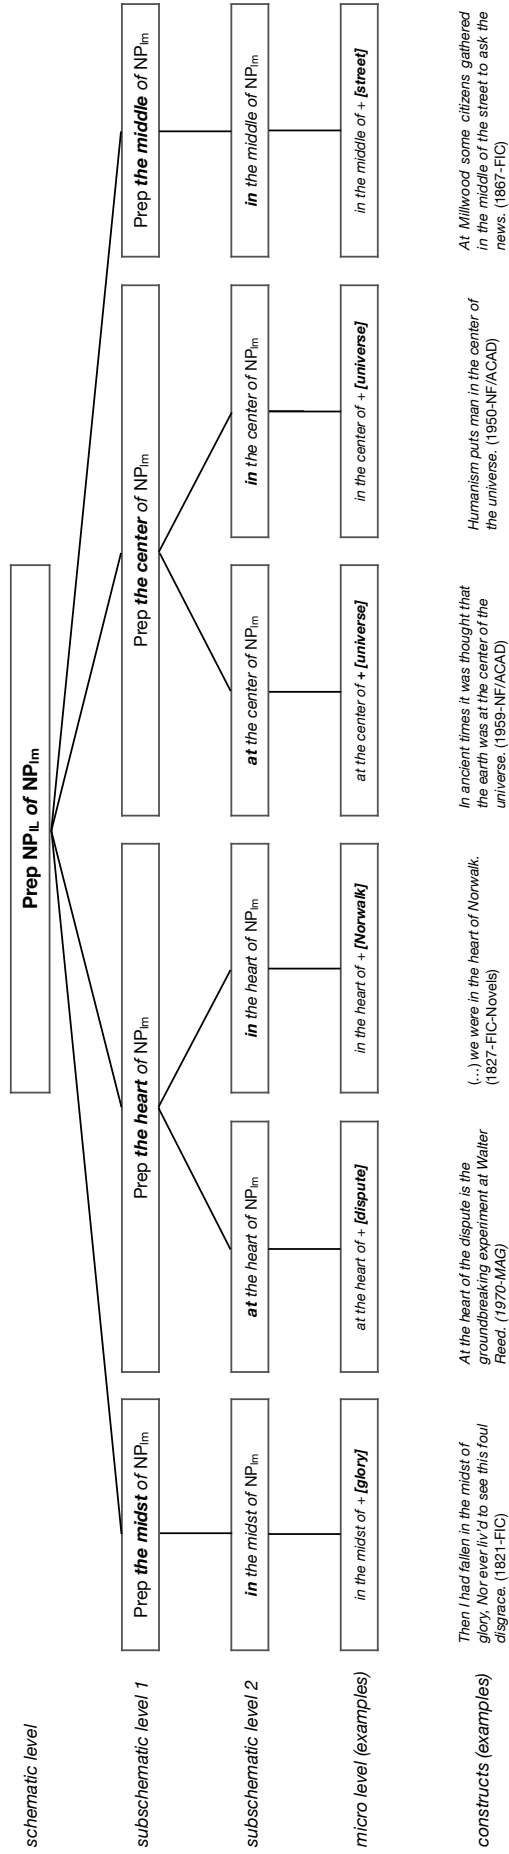 schematic level
Prep NPIL of NPlm
subschematic level 1
Prep the midst of NPlm
Prep the heart of NPlm
Prep the center of NPlm
Prep the middle of NPlm
subschematic level 2
in the midst of NPlm
at the heart of NPlm
in the heart of NPlm
at the center of NPlm
in the center of NPlm
in the middle of NPlm
micro level (examples)
in the midst of + [glory]
at the heart of + [dispute]
in the heart of + [Norwalk]
at the center of + [universe]
in the center of + [universe]
in the middle of + [street]
constructs (examples)
Then I had fallen in the midst of
glory, Nor ever liv'd to see this foul
disgrace. (1821-FIC)
At the heart of the dispute is the
groundbreaking experiment at Walter
Reed. (1970-MAG)
(...) we were in the heart of Norwalk.
(1827-FIC-Novels)
In ancient times it was thought that
the earth was at the center of the
universe. (1959-NF/ACAD)
Humanism puts man in the center of
the universe. (1950-NF/ACAD)
At Millwood some citizens gathered
in the middle of the street to ask the
news. (1867-FIC)